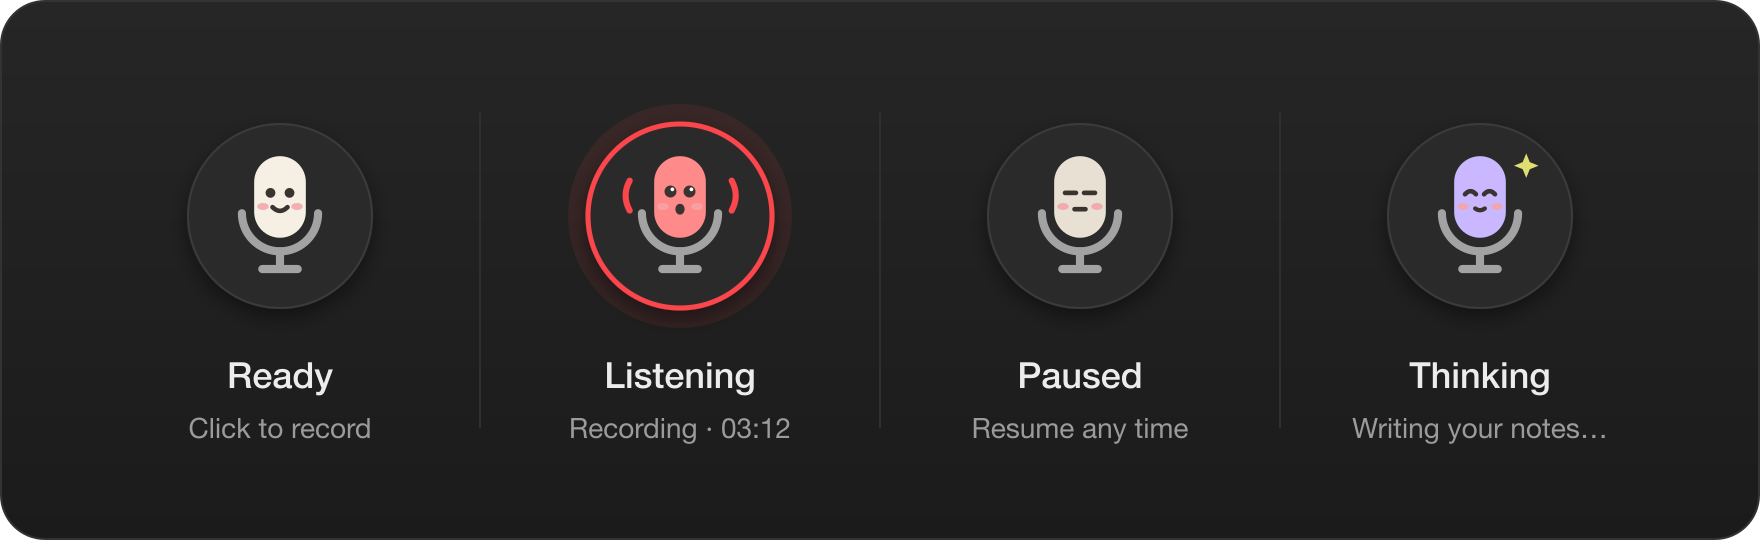 Ready
Click to record
Listening
Recording · 03:12
Paused
Resume any time
Thinking
Writing your notes…